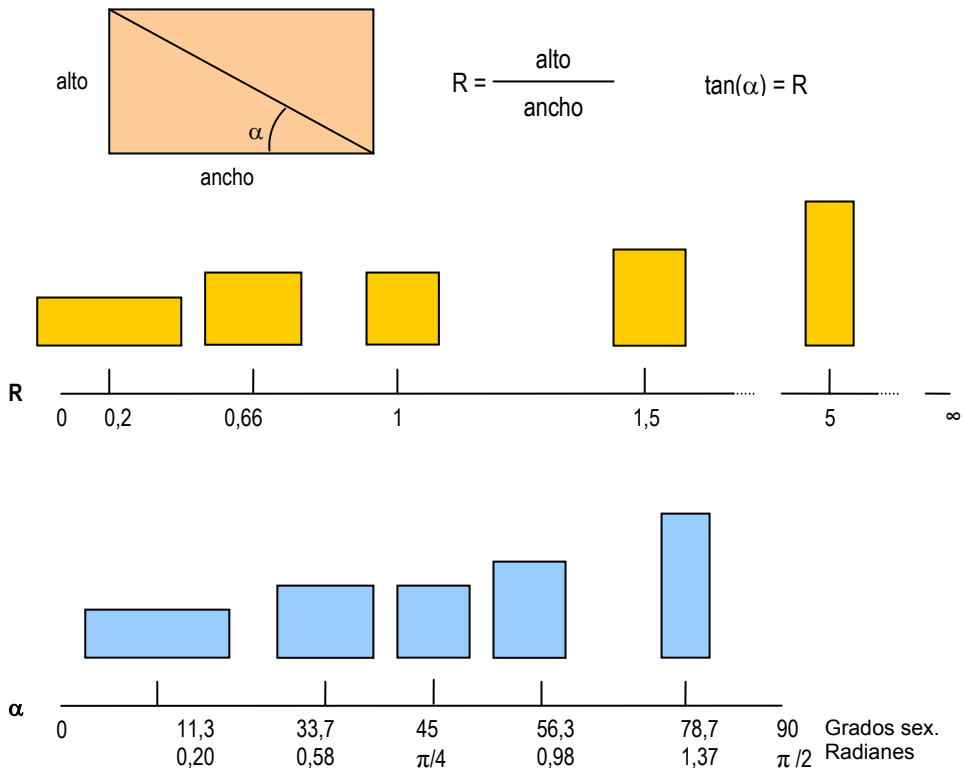 alto
α
ancho
R = alto / ancho
tan(α) = R
R
0 0,2 0,66 1 1,5 5 ∞
α
0 11,3 33,7 45 56,3 78,7 90 Grados sex.
0,20 0,58 π/4 0,98 1,37 π /2 Radianes